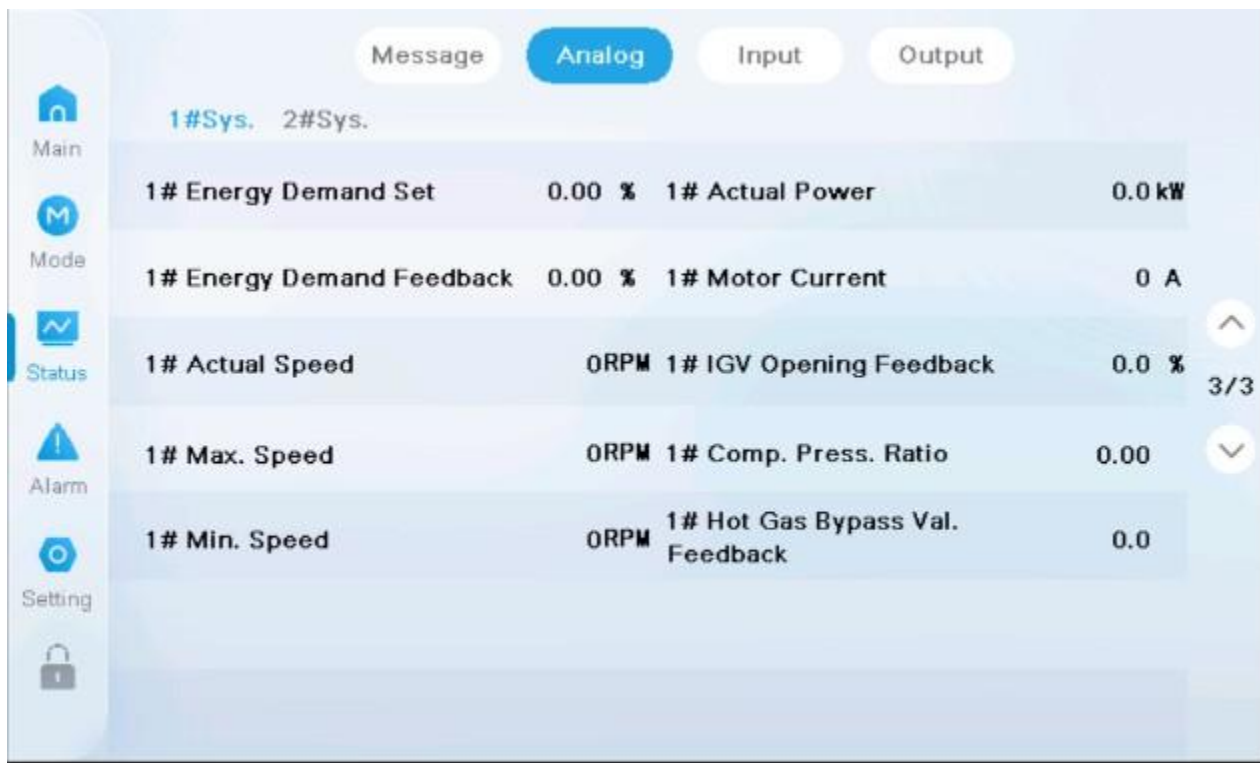 Message Analog Input Output
1#Sys. 2#Sys.
Main
Mode
Status
Alarm
Setting
1# Energy Demand Set 0.00 % 1# Actual Power 0.0 kW
1# Energy Demand Feedback 0.00 % 1# Motor Current 0 A
1# Actual Speed 0RPM 1# IGV Opening Feedback 0.0 %
1# Max. Speed 0RPM 1# Comp. Press. Ratio 0.00
1# Min. Speed 0RPM 1# Hot Gas Bypass Val.
Feedback 0.0
3/3